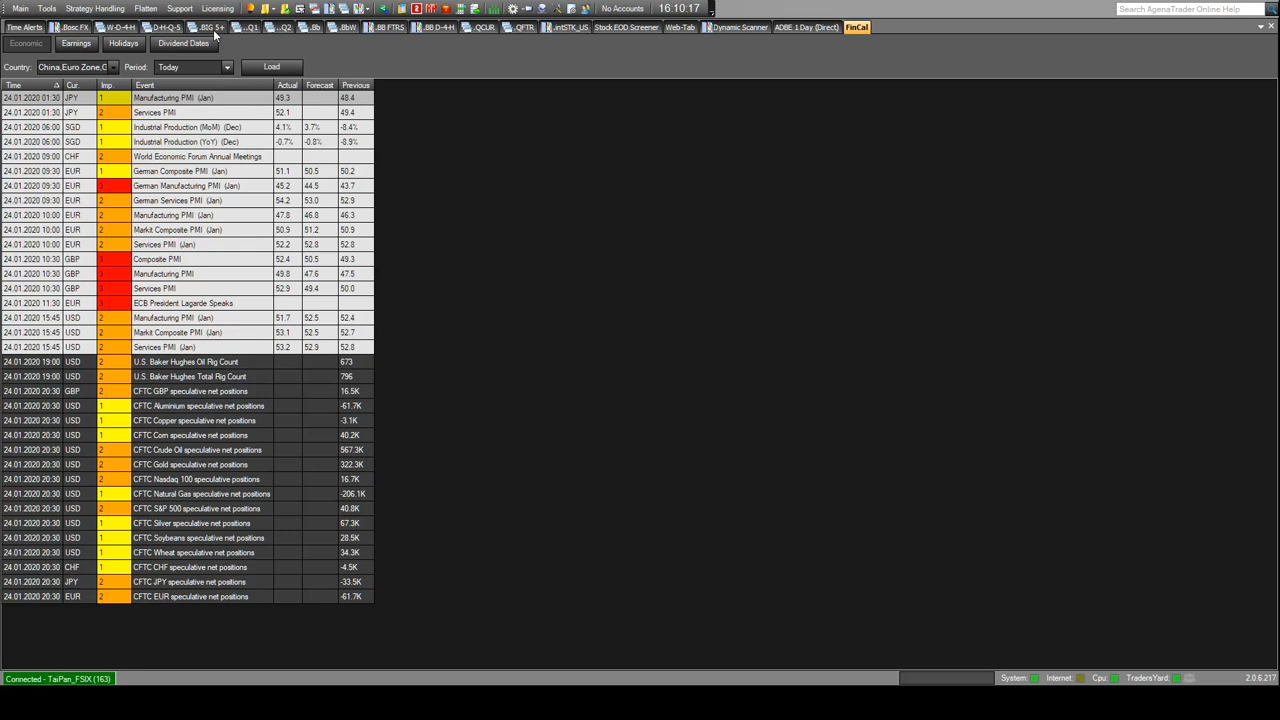 Main Tools Strategy Handling Flatten Support Licensing 2 No Accounts 16:10:17 Search AgenaTrader Online Help
Time Alerts .Bosc FX W-D-4-H D-H-Q-S .BIG 5+ ...Q1 ...Q2 .Bb .BbW .BB FTRS .BB D-4-H .QCUR .QFTR .intSTK_US Stock EOD Screener Web-Tab Dynamic Scanner ADBE 1 Day (Direct) FinCal
Economic Earnings Holidays Dividend Dates
Country: China,Euro Zone,G Period: Today Load
Time Cur. Imp. Event Actual Forecast Previous
24.01.2020 01:30 JPY 1 Manufacturing PMI (Jan) 49.3 48.4
24.01.2020 01:30 JPY 2 Services PMI 52.1 49.4
24.01.2020 06:00 SGD 1 Industrial Production (MoM) (Dec) 4.1% 3.7% -8.4%
24.01.2020 06:00 SGD 1 Industrial Production (YoY) (Dec) -0.7% -0.8% -8.9%
24.01.2020 09:00 CHF 2 World Economic Forum Annual Meetings
24.01.2020 09:30 EUR 1 German Composite PMI (Jan) 51.1 50.5 50.2
24.01.2020 09:30 EUR 3 German Manufacturing PMI (Jan) 45.2 44.5 43.7
24.01.2020 09:30 EUR 2 German Services PMI (Jan) 54.2 53.0 52.9
24.01.2020 10:00 EUR 2 Manufacturing PMI (Jan) 47.8 46.8 46.3
24.01.2020 10:00 EUR 2 Markit Composite PMI (Jan) 50.9 51.2 50.9
24.01.2020 10:00 EUR 2 Services PMI (Jan) 52.2 52.8 52.8
24.01.2020 10:30 GBP 3 Composite PMI 52.4 50.5 49.3
24.01.2020 10:30 GBP 3 Manufacturing PMI 49.8 47.6 47.5
24.01.2020 10:30 GBP 3 Services PMI 52.9 49.4 50.0
24.01.2020 11:30 EUR 3 ECB President Lagarde Speaks
24.01.2020 15:45 USD 2 Manufacturing PMI (Jan) 51.7 52.5 52.4
24.01.2020 15:45 USD 2 Markit Composite PMI (Jan) 53.1 52.5 52.7
24.01.2020 15:45 USD 2 Services PMI (Jan) 53.2 52.9 52.8
24.01.2020 19:00 USD 2 U.S. Baker Hughes Oil Rig Count 673
24.01.2020 19:00 USD 2 U.S. Baker Hughes Total Rig Count 796
24.01.2020 20:30 GBP 2 CFTC GBP speculative net positions 16.5K
24.01.2020 20:30 USD 1 CFTC Aluminium speculative net positions -61.7K
24.01.2020 20:30 USD 1 CFTC Copper speculative net positions -3.1K
24.01.2020 20:30 USD 1 CFTC Corn speculative net positions 40.2K
24.01.2020 20:30 USD 2 CFTC Crude Oil speculative net positions 567.3K
24.01.2020 20:30 USD 2 CFTC Gold speculative net positions 322.3K
24.01.2020 20:30 USD 2 CFTC Nasdaq 100 speculative net positions 16.7K
24.01.2020 20:30 USD 1 CFTC Natural Gas speculative net positions -206.1K
24.01.2020 20:30 USD 2 CFTC S&P 500 speculative net positions 40.8K
24.01.2020 20:30 USD 1 CFTC Silver speculative net positions 67.3K
24.01.2020 20:30 USD 1 CFTC Soybeans speculative net positions 28.5K
24.01.2020 20:30 USD 1 CFTC Wheat speculative net positions 34.3K
24.01.2020 20:30 CHF 1 CFTC CHF speculative net positions -4.5K
24.01.2020 20:30 JPY 2 CFTC JPY speculative net positions -33.5K
24.01.2020 20:30 EUR 2 CFTC EUR speculative net positions -61.7K
Connected - TaiPan_FSIX (163) System: Internet: Cpu: TradersYard: 2.0.6.217